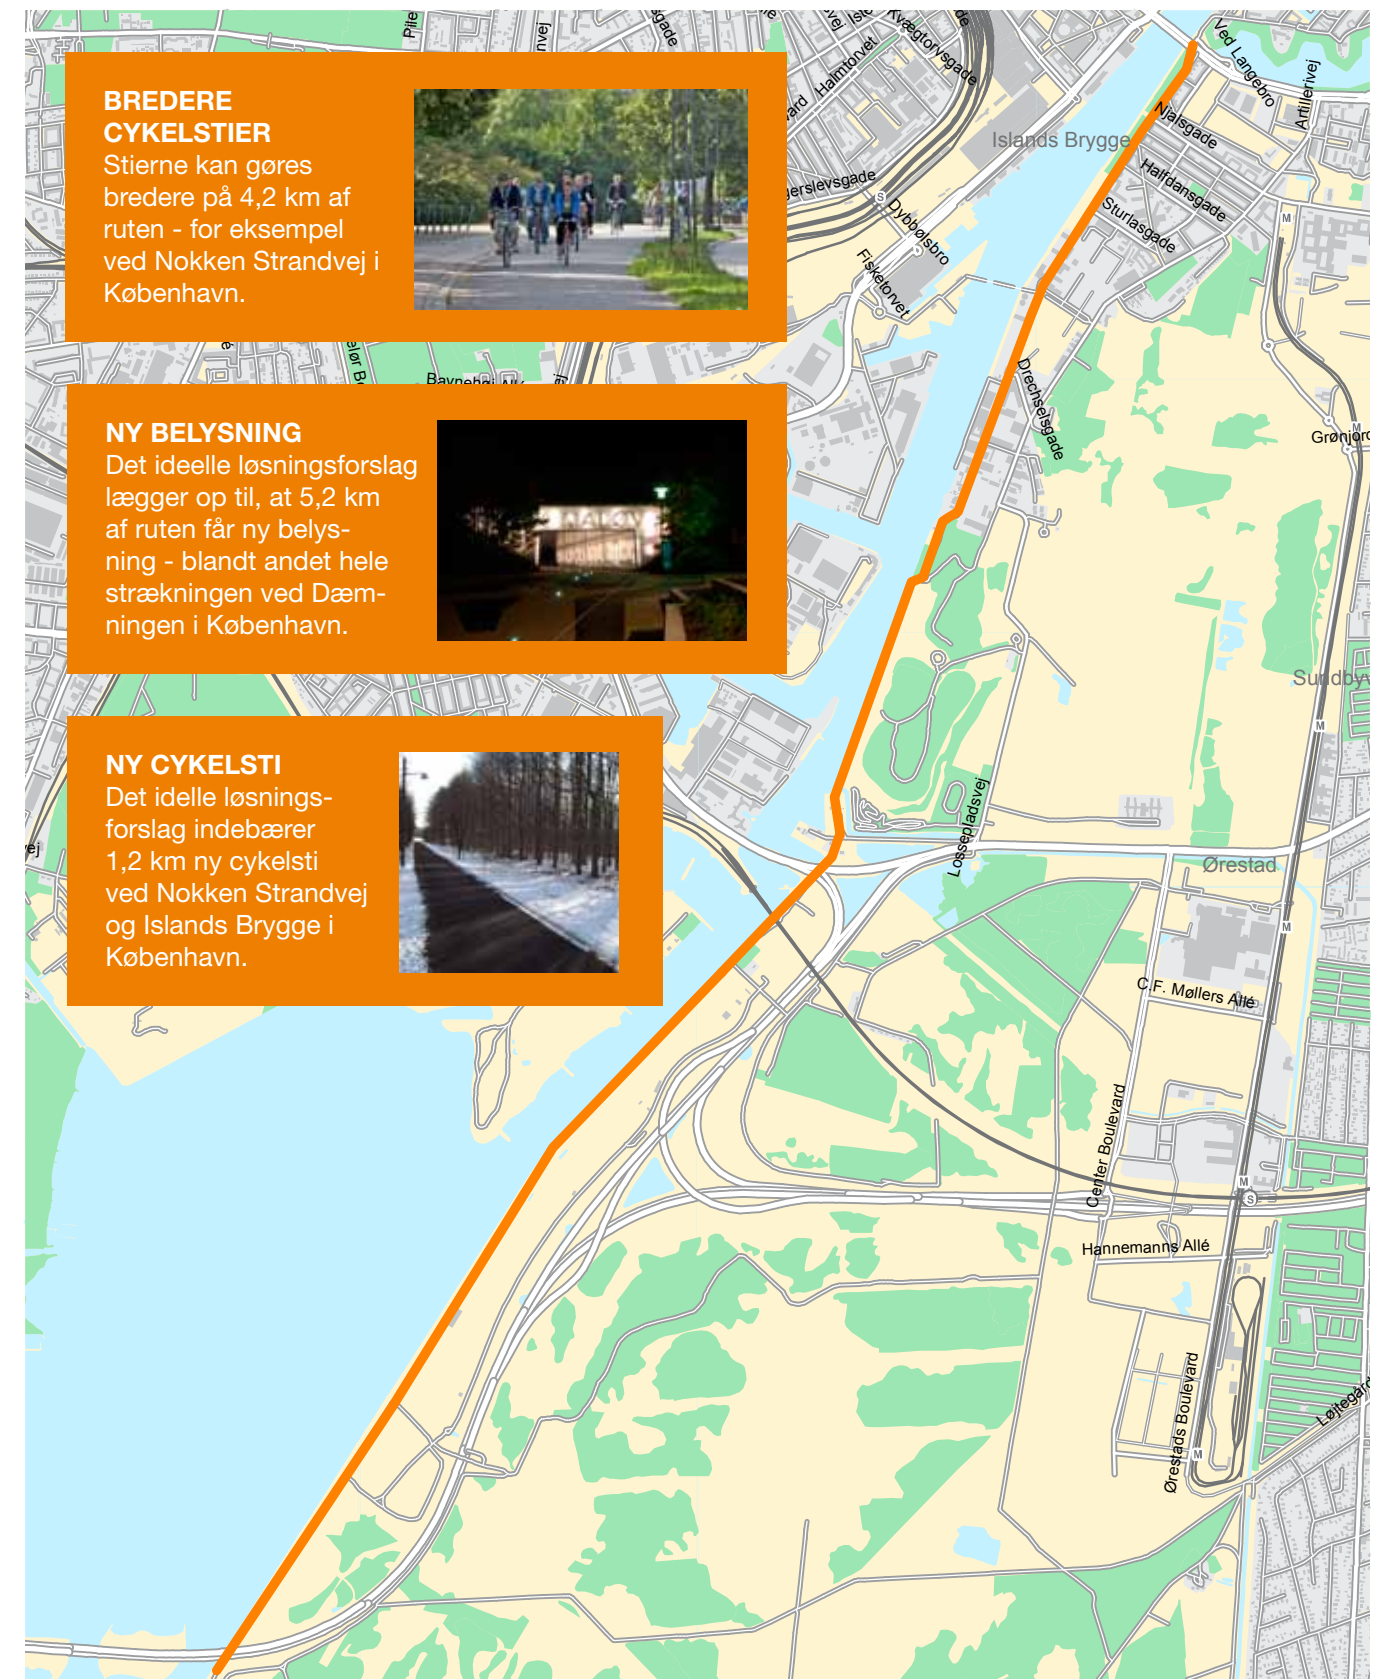 BREDERE
CYKELSTIER
Stierne kan gøres
bredere på 4,2 km af
ruten - for eksempel
ved Nokken Strandvej i
København.
NY BELYSNING
Det ideelle løsningsforslag
lægger op til, at 5,2 km
af ruten får ny belys-
ning - blandt andet hele
strækningen ved Dæm-
ningen i København.
NY CYKELSTI
Det idelle løsnings-
forslag indebærer
1,2 km ny cykelsti
ved Nokken Strandvej
og Islands Brygge i
København.
Pile
Kvægtorvsgade
Halmtorvet
Ved Langebro
Artillerivej
Islands Brygge
Njalsgade
Halfdansgade
Sturlasgade
gerslevsgade
S
Dybbølsbro
Fisketorvet
M
Drechselsgade
M
Grønjord
Sundbyv
M
Lossepladsvej
Ørestad
M
C.F. Møllers Allé
Center Boulevard
M
S
Hannemanns Allé
Ørestads Boulevard
M
Løjtegård